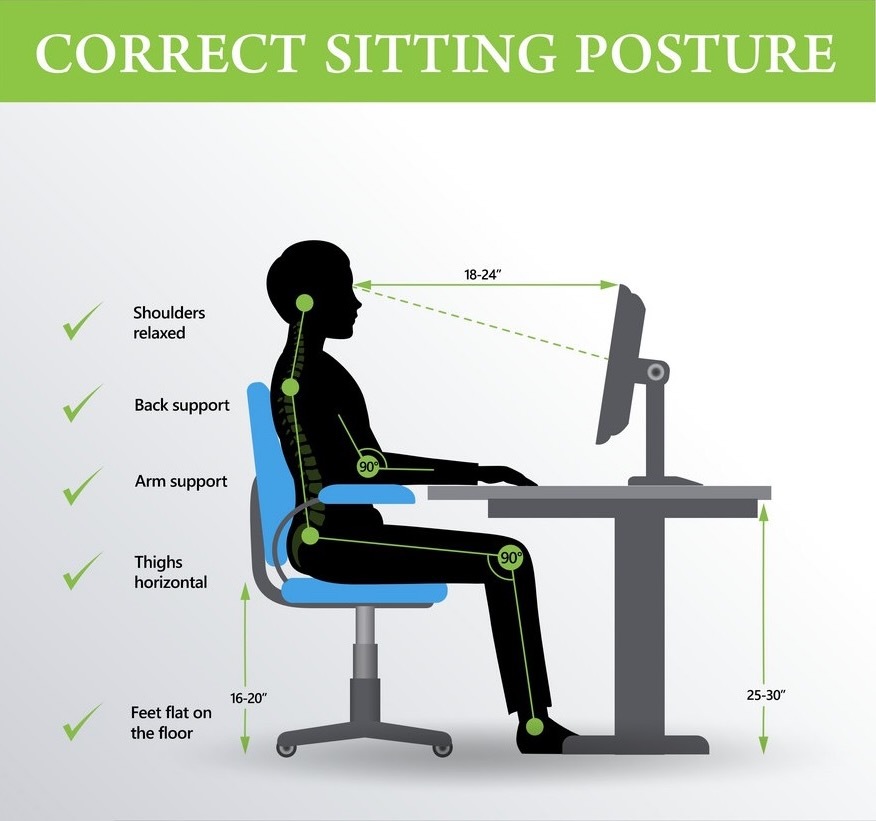 CORRECT SITTING POSTURE
18-24”
Shoulders
relaxed
Back support
90°
Arm support
Thighs
horizontal
90°
16-20”
25-30”
Feet flat on
the floor